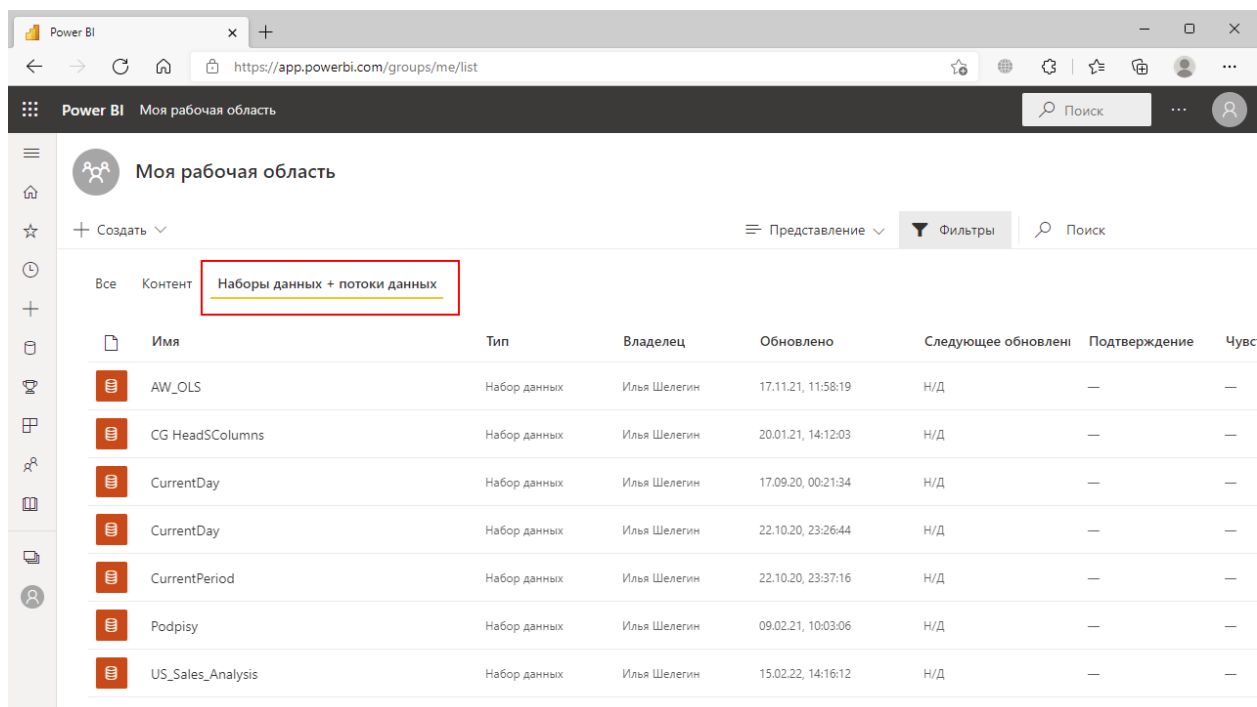 Power BI
https://app.powerbi.com/groups/me/list
Power BI Моя рабочая область Поиск
Моя рабочая область
Создать Представление Фильтры Поиск
Все Контент Наборы данных + потоки данных
Имя Тип Владелец Обновлено Следующее обновлени Подтверждение Чувс
AW_OLS Набор данных Илья Шелегин 17.11.21, 11:58:19 Н/Д —  —
CG HeadSColumns Набор данных Илья Шелегин 20.01.21, 14:12:03 Н/Д — —
CurrentDay Набор данных Илья Шелегин 17.09.20, 00:21:34 Н/Д — —
CurrentDay Набор данных Илья Шелегин 22.10.20, 23:26:44 Н/Д — —
CurrentPeriod Набор данных Илья Шелегин 22.10.20, 23:37:16 Н/Д — —
Podpisy Набор данных Илья Шелегин 09.02.21, 10:03:06 Н/Д — —
US_Sales_Analysis Набор данных Илья Шелегин 15.02.22, 14:16:12 Н/Д — —